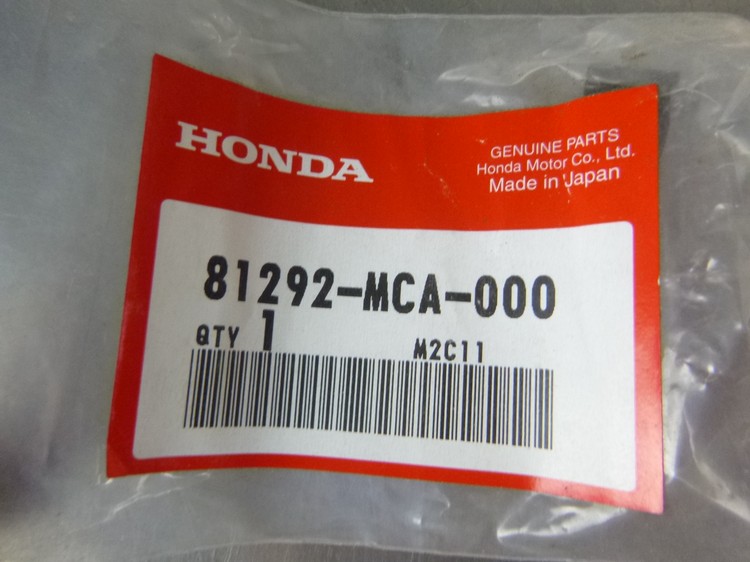 HONDA
GENUINE PARTS
Honda Motor Co., Ltd.
Made in Japan
81292-MCA-000
QTY 1 M2C11